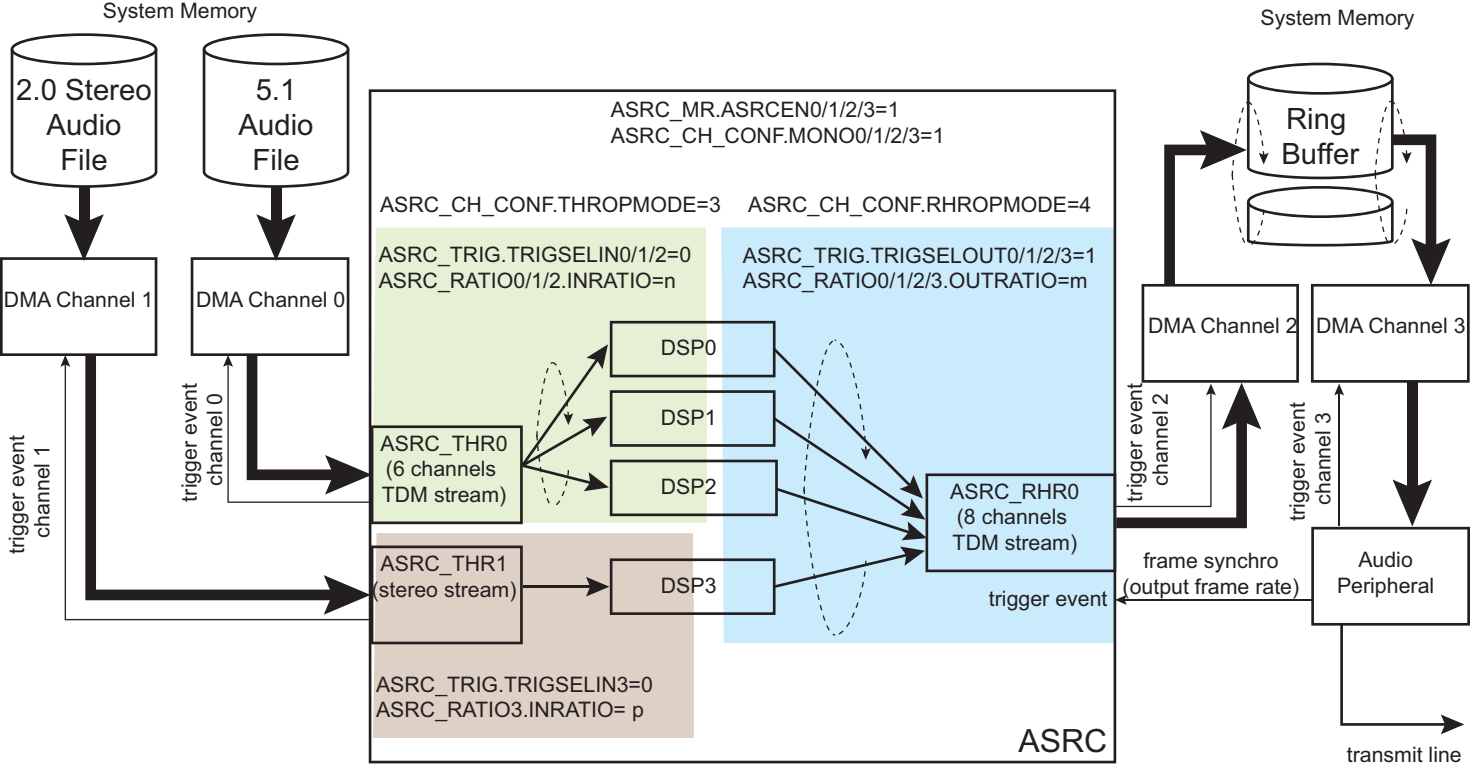 System Memory
System Memory
2.0 Stereo
Audio
File
5.1
Audio
File
ASRC_MR.ASRCEN0/1/2/3=1
ASRC_CH_CONF.MONO0/1/2/3=1
Ring
Buffer
ASRC_CH_CONF.THROPMODE=3
ASRC_CH_CONF.RHROPMODE=4
ASRC_TRIG.TRIGSELIN0/1/2=0
ASRC_RATIO0/1/2.INRATIO=n
ASRC_TRIG.TRIGSELOUT0/1/2/3=1
ASRC_RATIO0/1/2/3.OUTRATIO=m
DMA Channel 1
DMA Channel 0
DMA Channel 2
DMA Channel 3
DSP0
DSP1
DSP2
DSP3
trigger event
channel 1
trigger event
channel 0
trigger event
channel 2
trigger event
channel 3
ASRC_THR0
(6 channels
TDM stream)
ASRC_THR1
(stereo stream)
ASRC_RHR0
(8 channels
TDM stream)
trigger event
frame synchro
(output frame rate)
Audio
Peripheral
ASRC_TRIG.TRIGSELIN3=0
ASRC_RATIO3.INRATIO= p
ASRC
transmit line